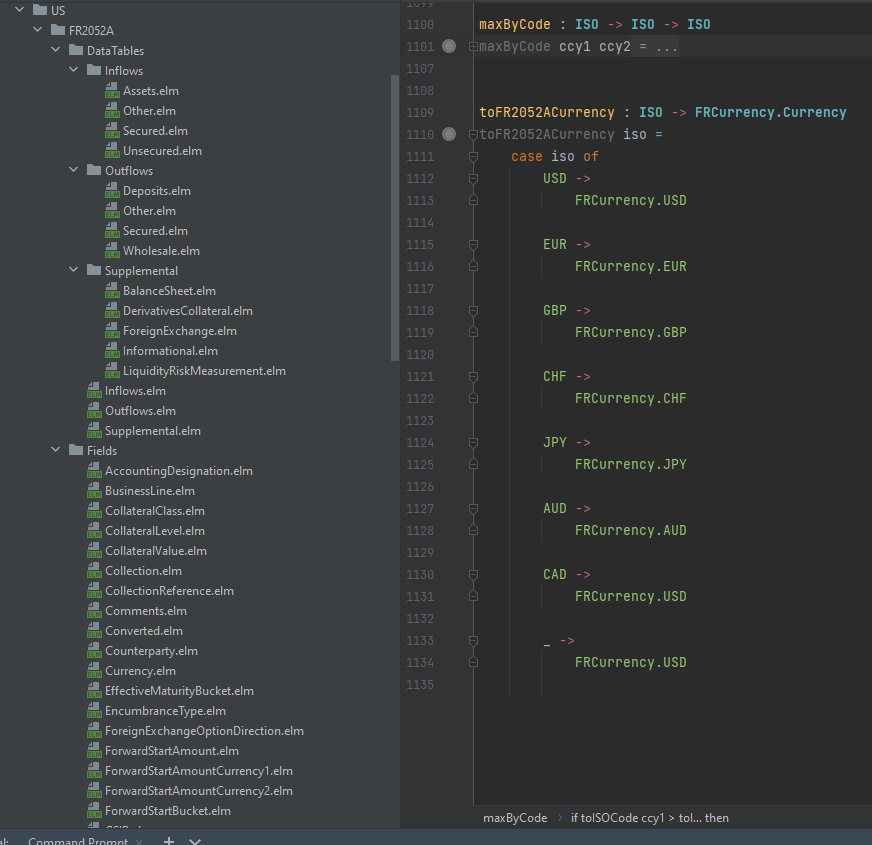 US
FR2052A
DataTables
Inflows
Assets.elm
Other.elm
Secured.elm
Unsecured.elm
Outflows
Deposits.elm
Other.elm
Secured.elm
Wholesale.elm
Supplemental
BalanceSheet.elm
DerivativesCollateral.elm
ForeignExchange.elm
Informational.elm
LiquidityRiskMeasurement.elm
Inflows.elm
Outflows.elm
Supplemental.elm
Fields
AccountingDesignation.elm
BusinessLine.elm
CollateralClass.elm
CollateralLevel.elm
CollateralValue.elm
Collection.elm
CollectionReference.elm
Comments.elm
Converted.elm
Counterparty.elm
Currency.elm
EffectiveMaturityBucket.elm
EncumbranceType.elm
ForeignExchangeOptionDirection.elm
ForwardStartAmount.elm
ForwardStartAmountCurrency1.elm
ForwardStartAmountCurrency2.elm
ForwardStartBucket.elm
1099
1100 maxByCode : ISO -> ISO -> ISO
1101 maxByCode ccy1 ccy2 = ...
1107
1108
1109 toFR2052ACurrency : ISO -> FRCurrency.Currency
1110 toFR2052ACurrency iso =
1111 case iso of
1112 USD ->
1113 FRCurrency.USD
1114
1115 EUR ->
1116 FRCurrency.EUR
1117
1118 GBP ->
1119 FRCurrency.GBP
1120
1121 CHF ->
1122 FRCurrency.CHF
1123
1124 JPY ->
1125 FRCurrency.JPY
1126
1127 AUD ->
1128 FRCurrency.AUD
1129
1130 CAD ->
1131 FRCurrency.USD
1132
1133 _ ->
1134 FRCurrency.USD
1135
maxByCode > if toISOCode ccy1 > toI... then
al: Command Prompt × +